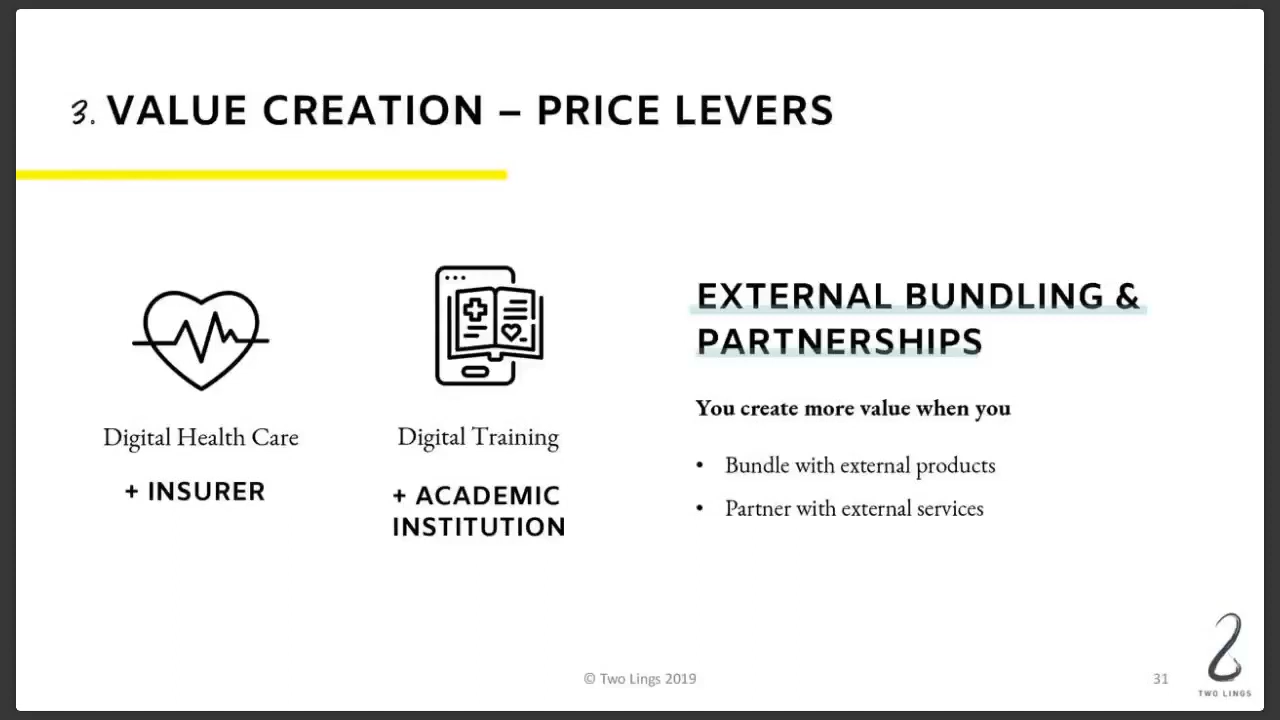 3. VALUE CREATION – PRICE LEVERS
Digital Health Care
+ INSURER
Digital Training
+ ACADEMIC
INSTITUTION
EXTERNAL BUNDLING &
PARTNERSHIPS
You create more value when you
• Bundle with external products
• Partner with external services
© Two Lings 2019
31
TWO LINGS